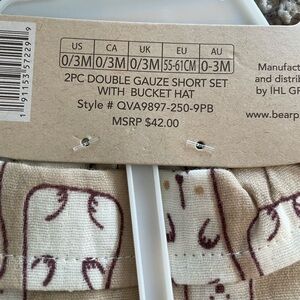 US CA UK EU AU
0/3M 0/3M 0/3M 55-61CM 0-3M
2PC DOUBLE GAUZE SHORT SET
WITH BUCKET HAT
Style # QVA9897-250-9PB
MSRP $42.00
Manufact
and distrib
by IHL GR
www.bearp